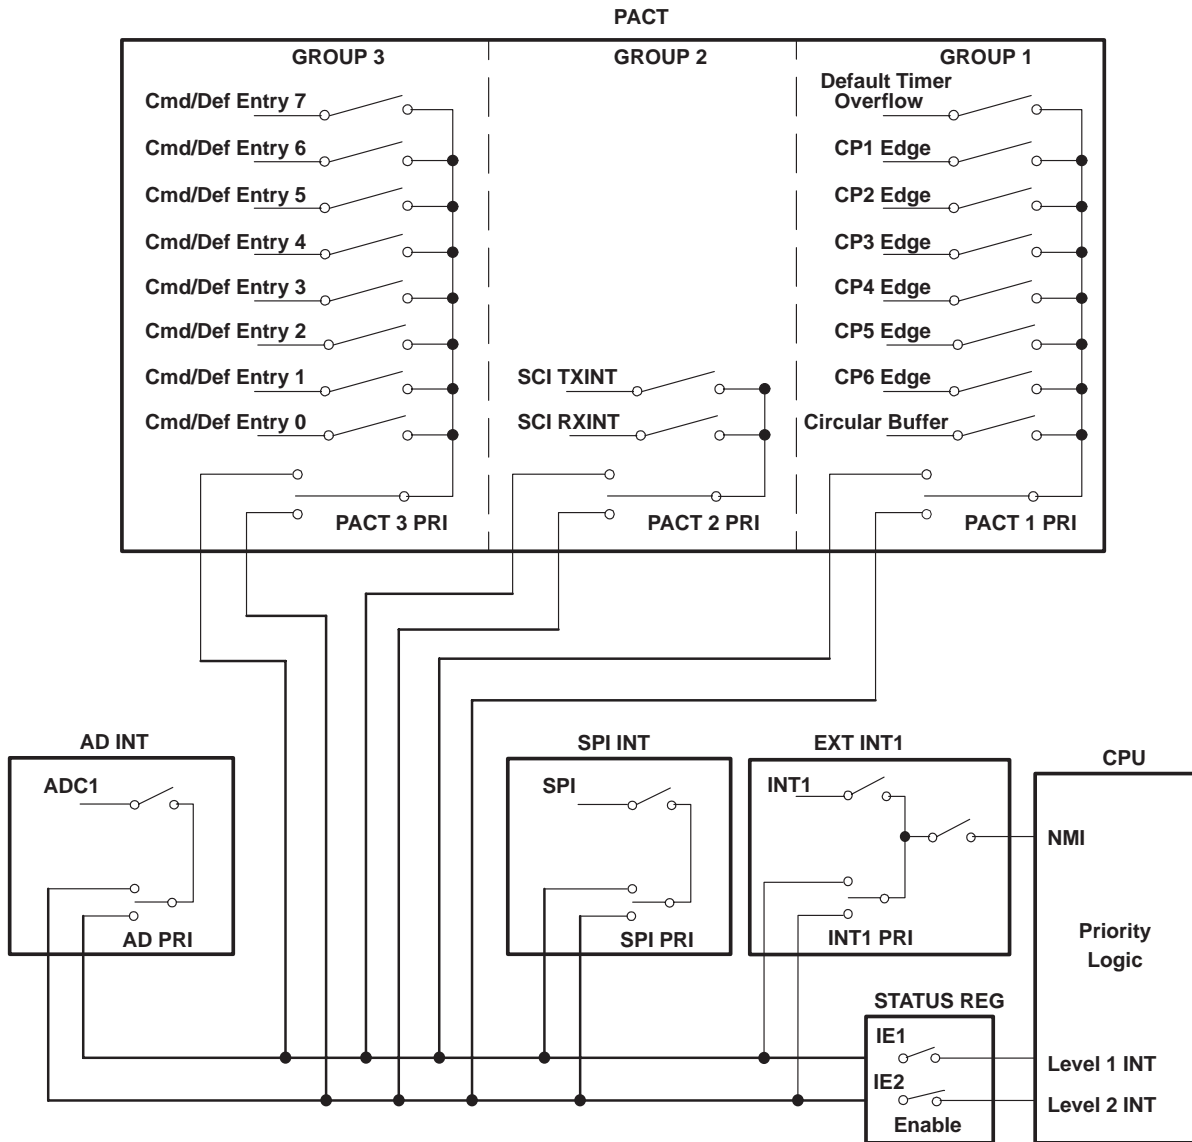 PACT
GROUP 3
GROUP 2
GROUP 1
Cmd/Def Entry 7
Cmd/Def Entry 6
Cmd/Def Entry 5
Cmd/Def Entry 4
Cmd/Def Entry 3
Cmd/Def Entry 2
Cmd/Def Entry 1
Cmd/Def Entry 0
PACT 3 PRI
SCI TXINT
SCI RXINT
PACT 2 PRI
Default Timer
Overflow
CP1 Edge
CP2 Edge
CP3 Edge
CP4 Edge
CP5 Edge
CP6 Edge
Circular Buffer
PACT 1 PRI
AD INT
ADC1
AD PRI
SPI INT
SPI
SPI PRI
EXT INT1
INT1
INT1 PRI
CPU
NMI
Priority
Logic
Level 1 INT
Level 2 INT
STATUS REG
IE1
IE2
Enable